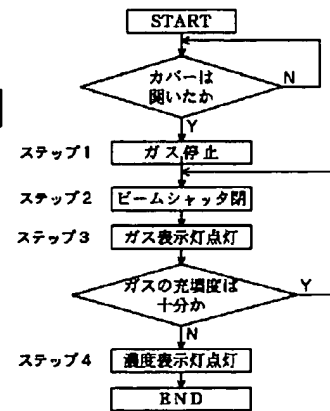 START
カバーは
開いたか
N
Y
ステップ1
ガス停止
ステップ2
ビームシャッタ閉
ステップ3
ガス表示灯点灯
ガスの充填度は
十分か
Y
N
ステップ4
濃度表示灯点灯
END